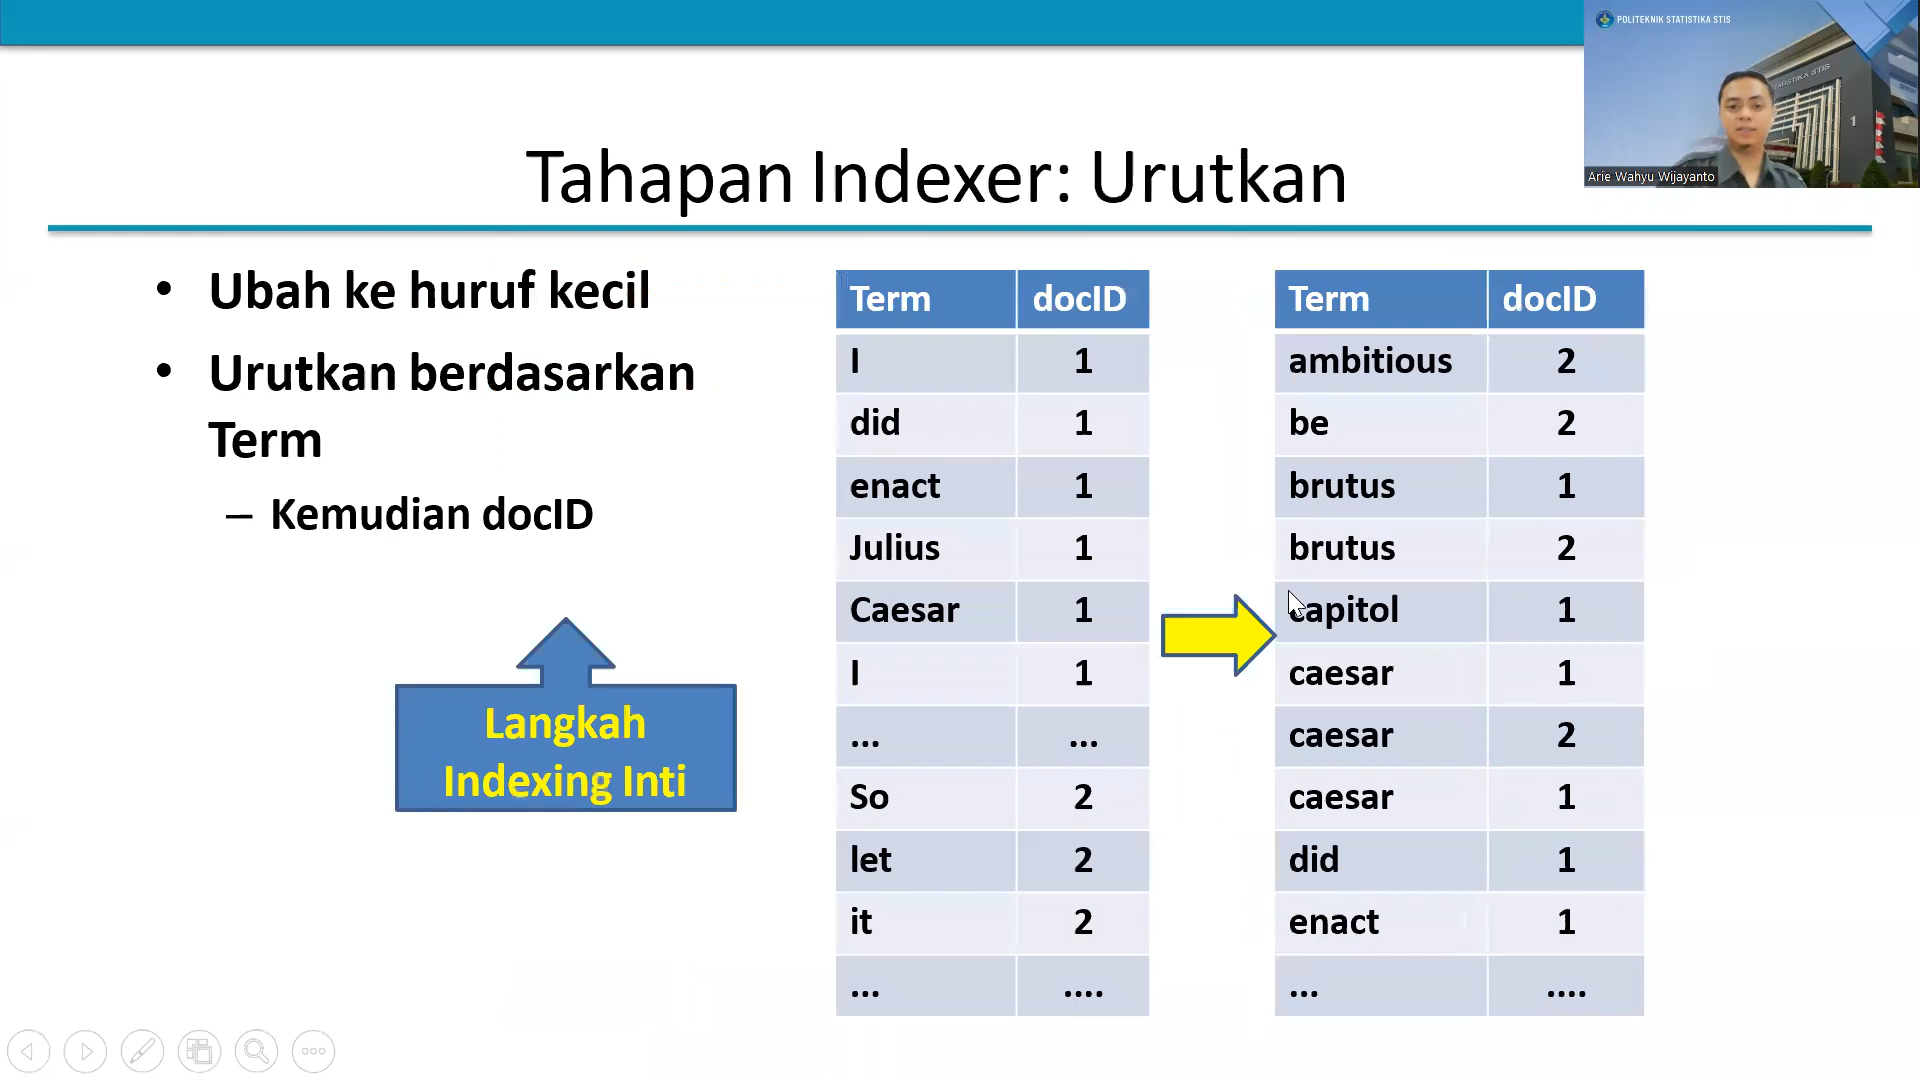 POLITEKNIK STATISTIKA STIS
STATISTIKA STIS
1
Arie Wahyu Wijayanto
Tahapan Indexer: Urutkan
• Ubah ke huruf kecil
• Urutkan berdasarkan
Term
– Kemudian docID
Langkah
Indexing Inti
Term docID
I 1
did 1
enact 1
Julius 1
Caesar 1
I 1
... ...
So 2
let 2
it 2
... ....
Term docID
ambitious 2
be 2
brutus 1
brutus 2
capitol 1
caesar 1
caesar 2
caesar 1
did 1
enact 1
... ....